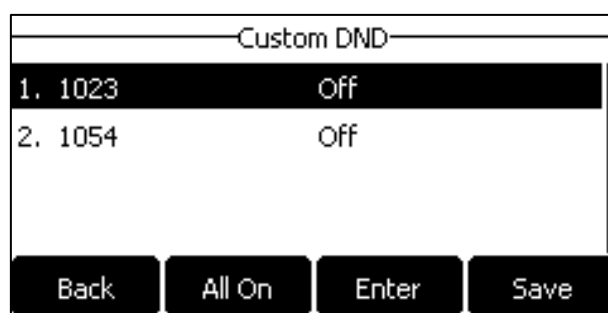 Custom DND
1. 1023 Off
2. 1054 Off
Back All On Enter Save